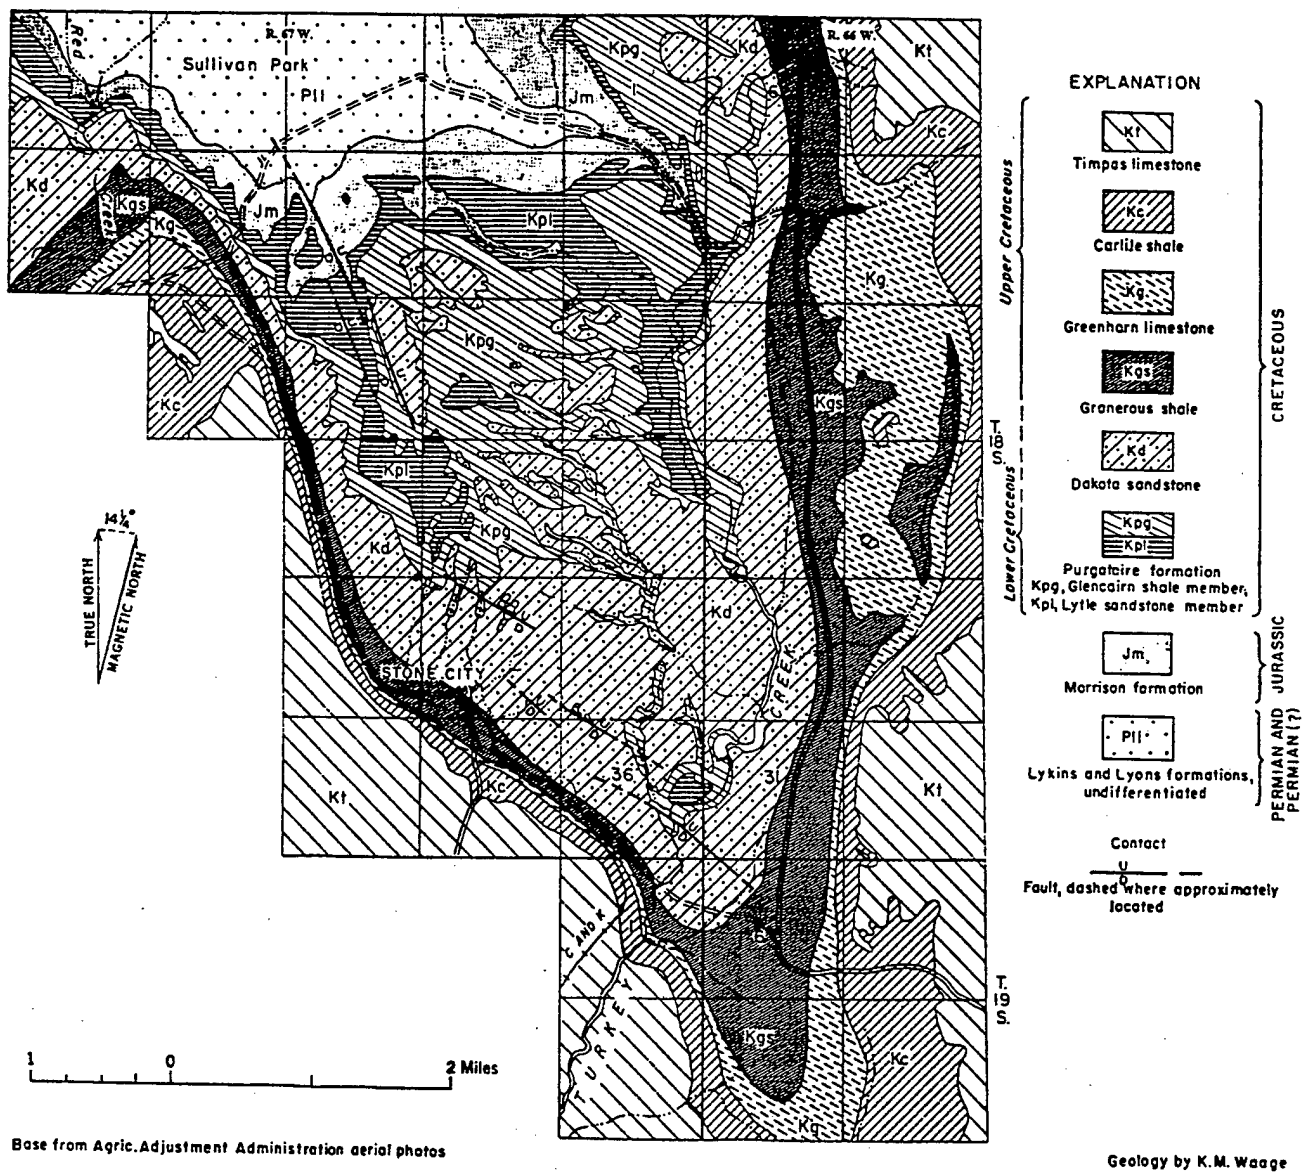 R. 67 W.
R. 66 W.
Red
Sullivan Park
Pll
Kpg
Kd
Kt
Jm
Kc
Kd
Creek
Kgs
Kg
Jm
Kpl
Kg
Kpg
Kc
Kgs
T.
18
S.
Kpl
Kpg
Kd
Kd
STONE CITY
CREEK
36
31
Kt
Kc
Kt
6
C AND K
TURKEY
T.
19
S.
Kgs
Kc
Kg
14¼°
TRUE NORTH
MAGNETIC NORTH
1 0 2 Miles
Base from Agric. Adjustment Administration aerial photos
EXPLANATION
Kt
Timpas limestone
Kc
Carlile shale
Kg
Greenhorn limestone
Kgs
Graneros shale
Kd
Dakota sandstone
Kpg
Kpl
Purgatoire formation
Kpg, Glencairn shale member,
Kpl, Lytle sandstone member
Jm
Morrison formation
Pll
Lykins and Lyons formations,
undifferentiated
Upper Cretaceous
Lower Cretaceous
CRETACEOUS
JURASSIC
PERMIAN AND
PERMIAN (?)
Contact
U
D
Fault, dashed where approximately
located
Geology by K.M. Waage